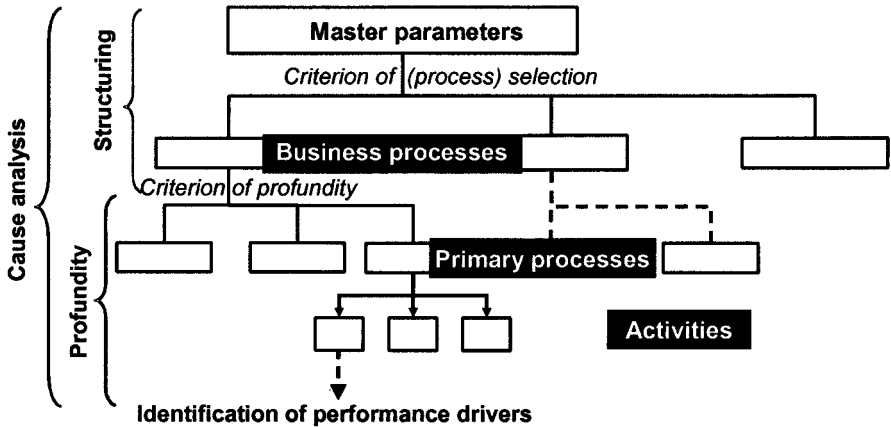 Master parameters
Criterion of (process) selection
Structuring
Business processes
Cause analysis
Criterion of profundity
Profundity
Primary processes
Activities
Identification of performance drivers